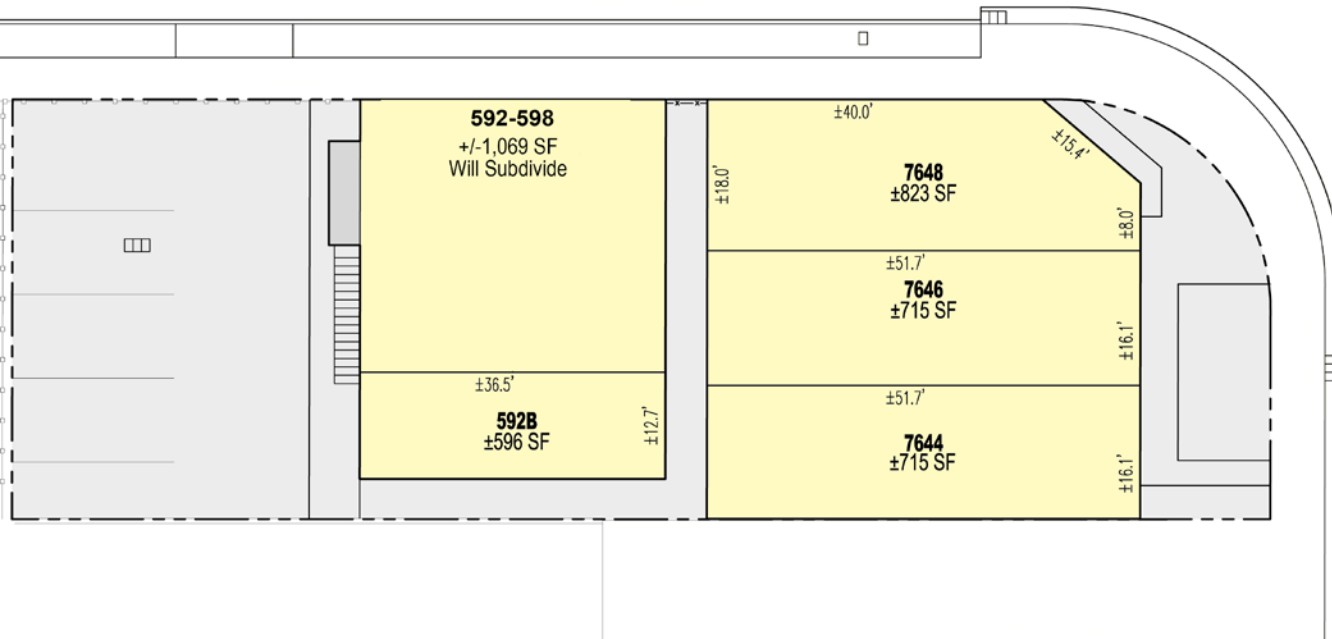 592-598
+/-1,069 SF
Will Subdivide
±36.5'
592B
±596 SF
±12.7'
±40.0'
±15.4'
±18.0'
7648
±823 SF
±8.0'
±51.7'
7646
±715 SF
±16.1'
±51.7'
7644
±715 SF
±16.1'